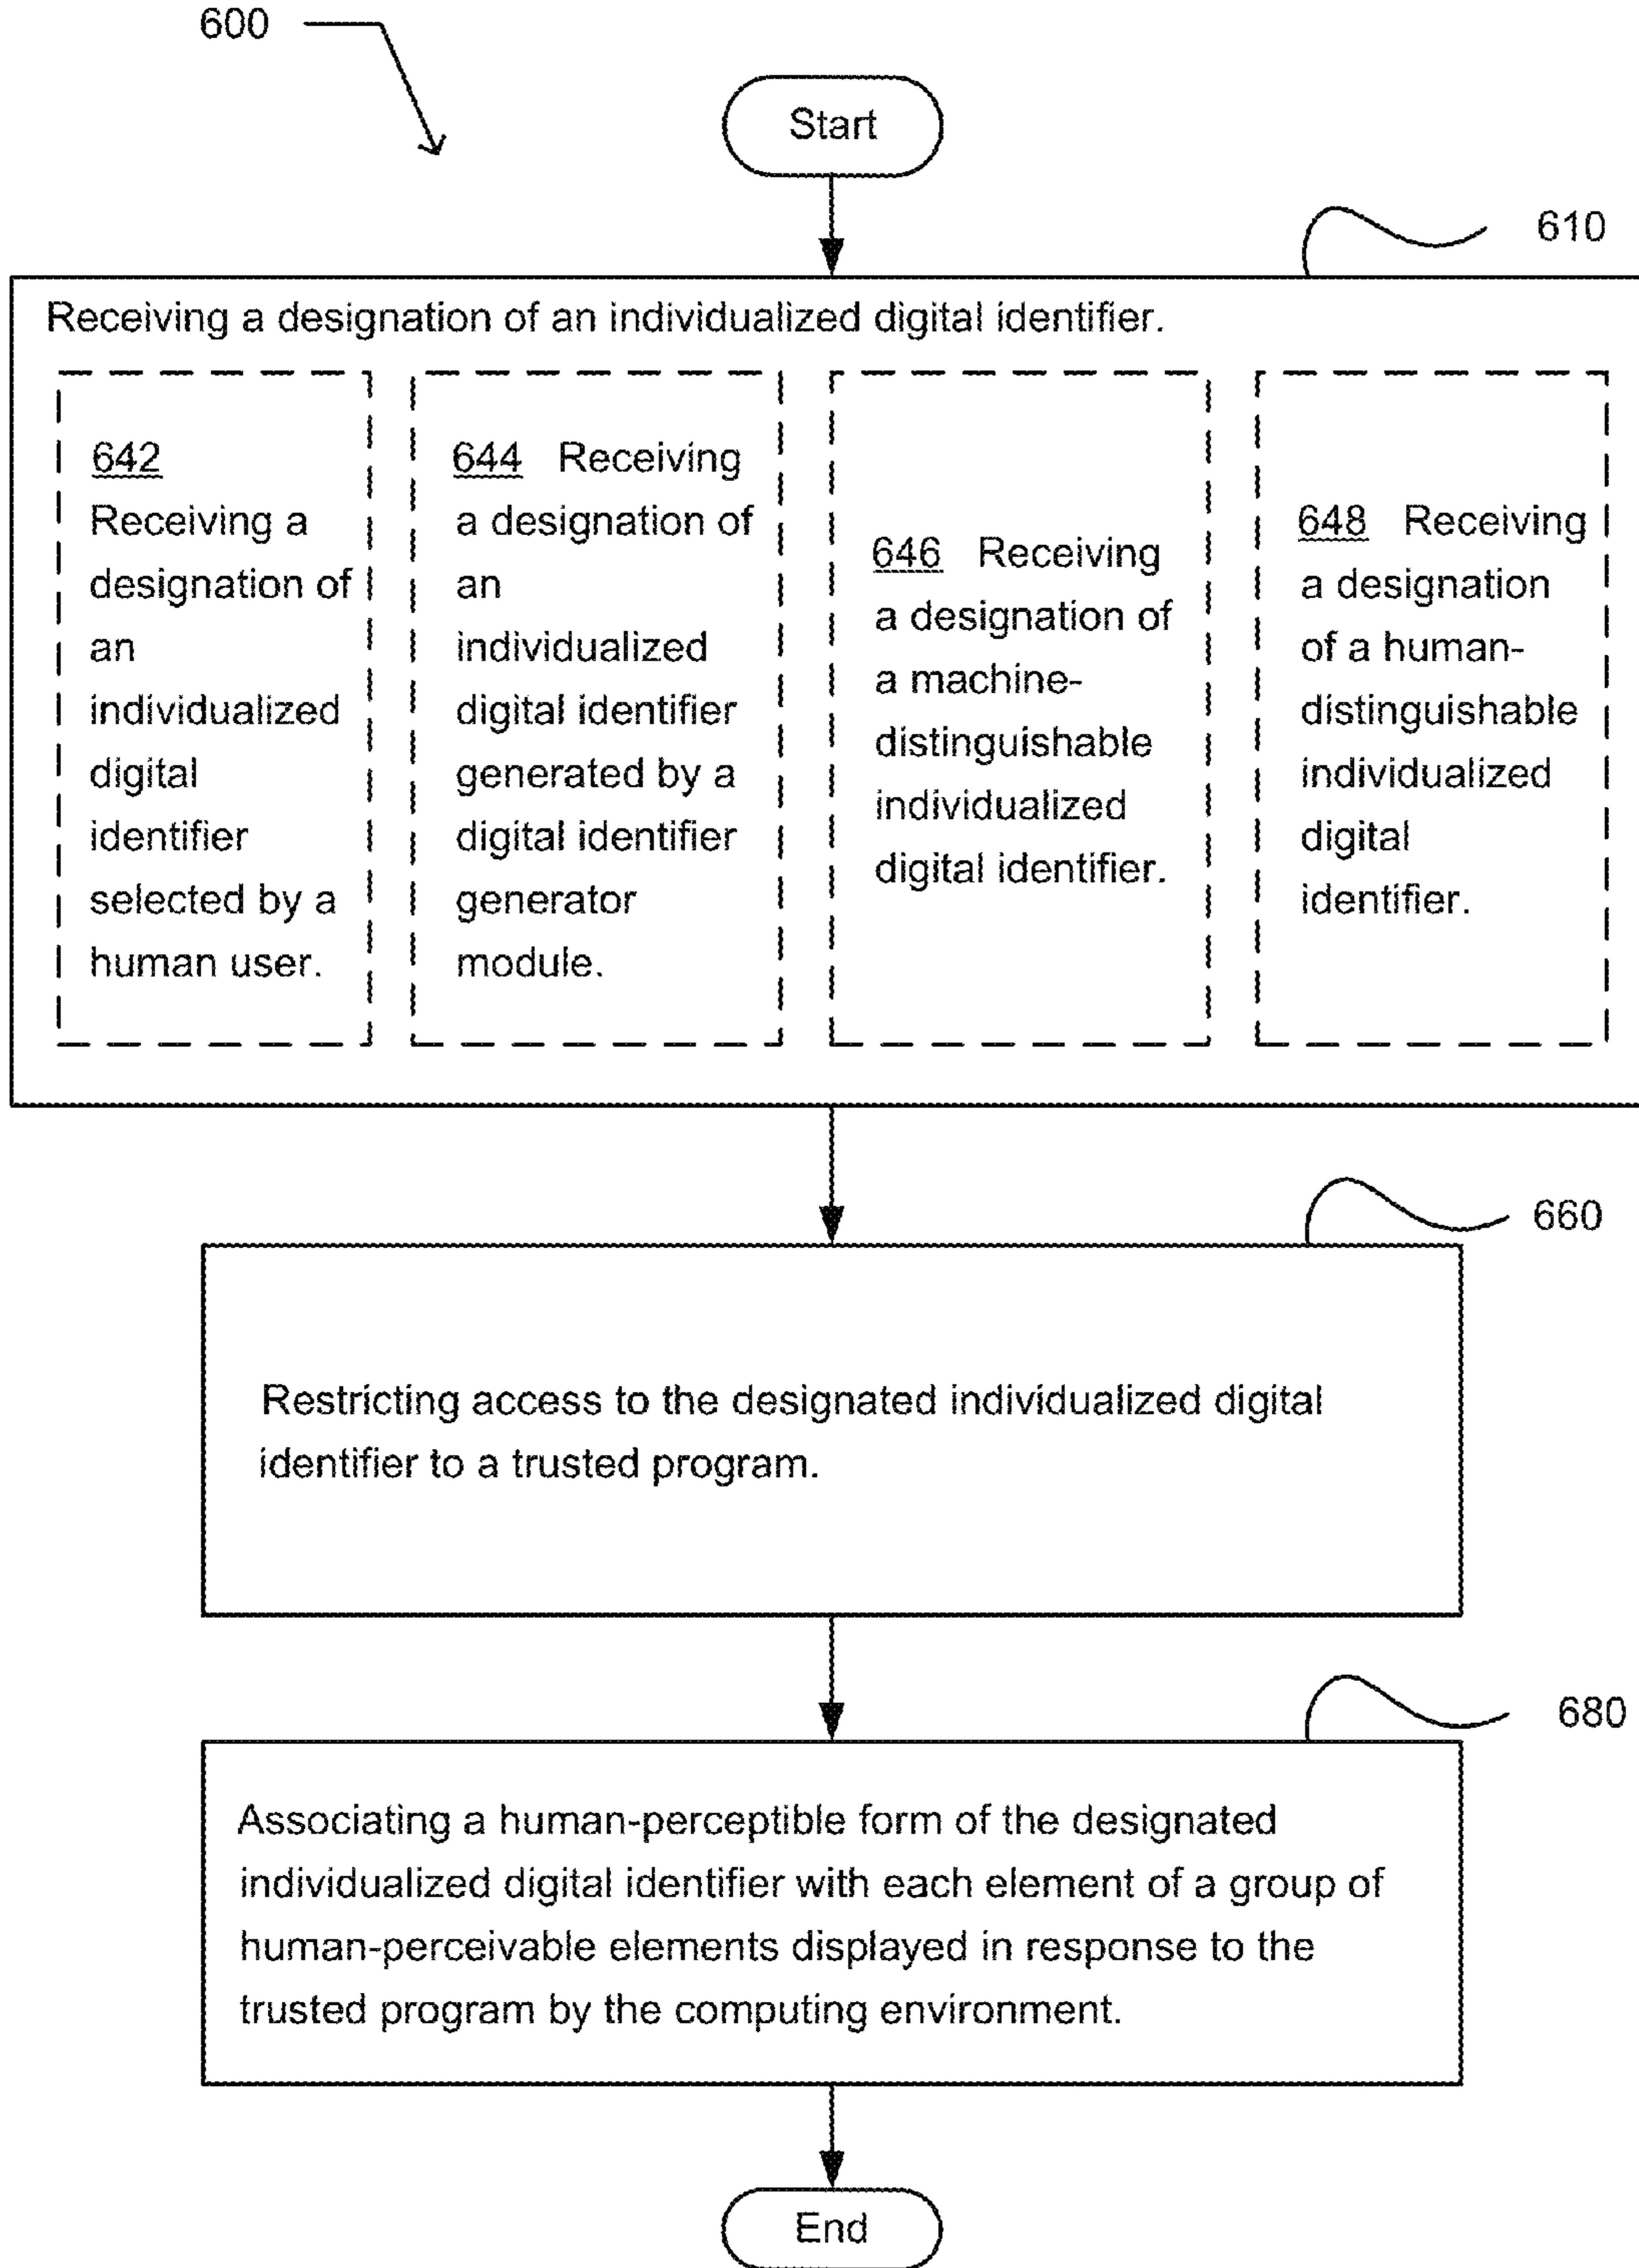 600
Start
610
Receiving a designation of an individualized digital identifier.
642
Receiving a
designation of
an
individualized
digital
identifier
selected by a
human user.
644 Receiving
a designation of
an
individualized
digital identifier
generated by a
digital identifier
generator
module.
646 Receiving
a designation of
a machine-
distinguishable
individualized
digital identifier.
648 Receiving
a designation
of a human-
distinguishable
individualized
digital
identifier.
660
Restricting access to the designated individualized digital
identifier to a trusted program.
680
Associating a human-perceptible form of the designated
individualized digital identifier with each element of a group of
human-perceivable elements displayed in response to the
trusted program by the computing environment.
End